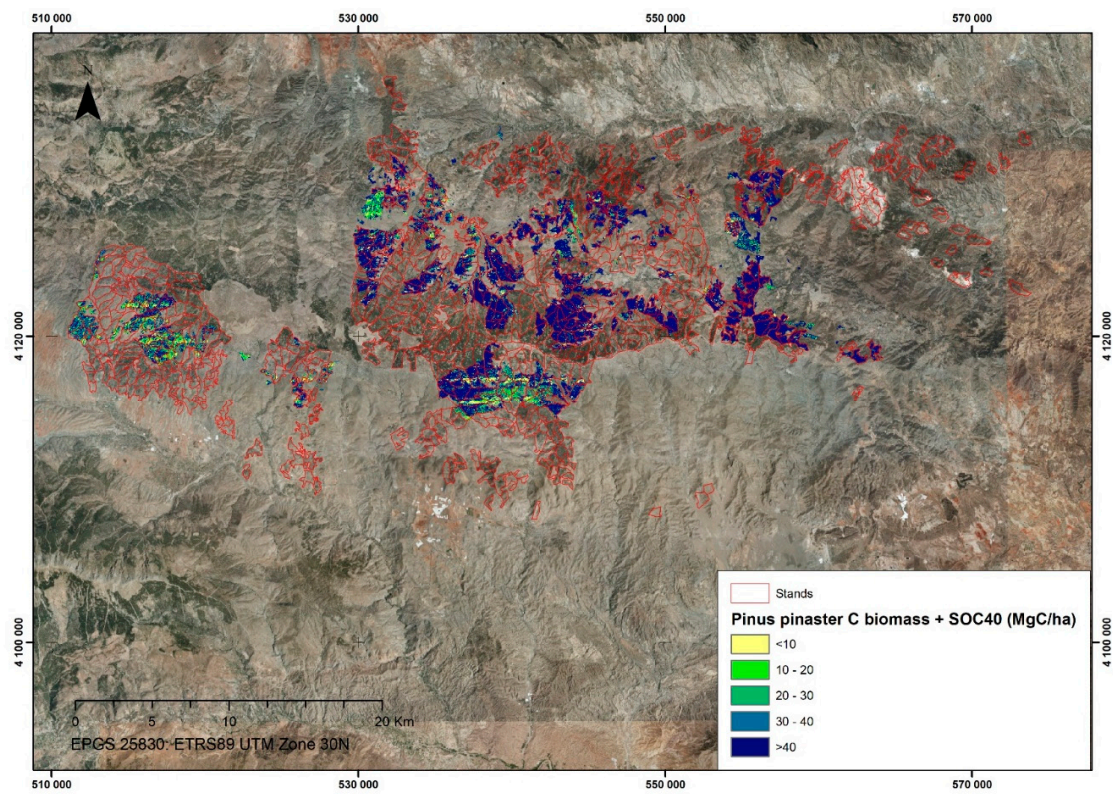 510 000 530 000 550 000 570 000
N
4 120 000 4 120 000
4 100 000 4 100 000
Stands
Pinus pinaster C biomass + SOC40 (MgC/ha)
<10
10 - 20
20 - 30
30 - 40
>40
0 5 10 20 Km
EPGS 25830: ETRS89 UTM Zone 30N
510 000 530 000 550 000 570 000